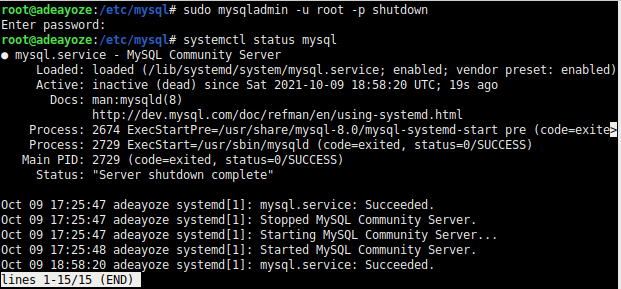 root@adeayoze:/etc/mysql# sudo mysqladmin -u root -p shutdown
Enter password:
root@adeayoze:/etc/mysql# systemctl status mysql
● mysql.service - MySQL Community Server
Loaded: loaded (/lib/systemd/system/mysql.service; enabled; vendor preset: enabled)
Active: inactive (dead) since Sat 2021-10-09 18:58:20 UTC; 19s ago
Docs: man:mysqld(8)
http://dev.mysql.com/doc/refman/en/using-systemd.html
Process: 2674 ExecStartPre=/usr/share/mysql-8.0/mysql-systemd-start pre (code=exite>
Process: 2729 ExecStart=/usr/sbin/mysqld (code=exited, status=0/SUCCESS)
Main PID: 2729 (code=exited, status=0/SUCCESS)
Status: "Server shutdown complete"
Oct 09 17:25:47 adeayoze systemd[1]: mysql.service: Succeeded.
Oct 09 17:25:47 adeayoze systemd[1]: Stopped MySQL Community Server.
Oct 09 17:25:47 adeayoze systemd[1]: Starting MySQL Community Server...
Oct 09 17:25:48 adeayoze systemd[1]: Started MySQL Community Server.
Oct 09 18:58:20 adeayoze systemd[1]: mysql.service: Succeeded.
lines 1-15/15 (END)